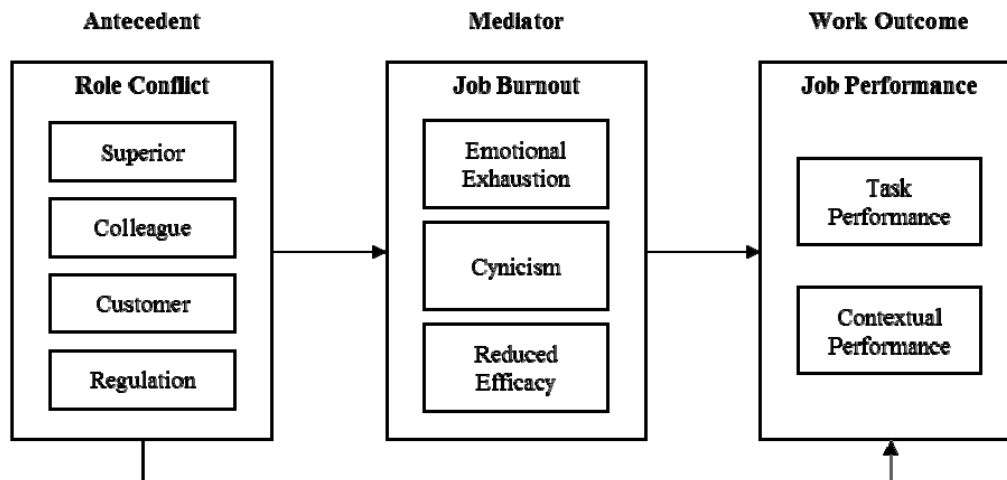 Antecedent
Mediator
Work Outcome
Role Conflict
Superior
Colleague
Customer
Regulation
Job Burnout
Emotional
Exhaustion
Cynicism
Reduced
Efficacy
Job Performance
Task
Performance
Contextual
Performance